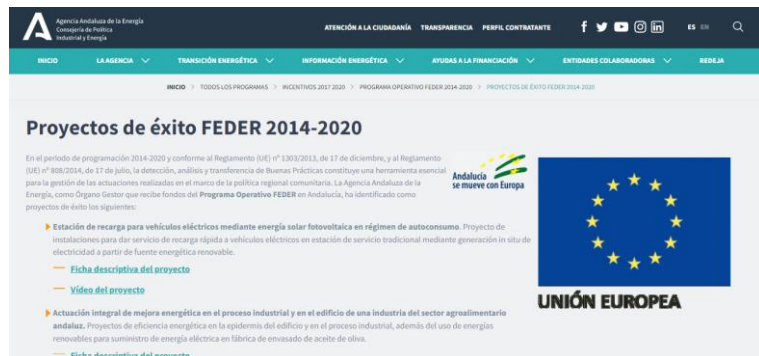 Agencia Andaluza de la Energía
Consejería de Política
Industrial y Energía
ATENCIÓN A LA CIUDADANÍA TRANSPARENCIA PERFIL CONTRATANTE
ES EN
INICIO LA AGENCIA TRANSICIÓN ENERGÉTICA INFORMACIÓN ENERGÉTICA AYUDAS A LA FINANCIACIÓN ENTIDADES COLABORADORAS REDEJA
INICIO > TODOS LOS PROGRAMAS > INCENTIVOS 2017 2020 > PROGRAMA OPERATIVO FEDER 2014-2020 > PROYECTOS DE ÉXITO FEDER 2014-2020
Proyectos de éxito FEDER 2014-2020
En el periodo de programación 2014-2020 y conforme al Reglamento (UE) nº 1303/2013, de 17 de diciembre, y al Reglamento
(UE) nº 808/2014, de 17 de julio, la detección, análisis y transferencia de Buenas Prácticas constituye una herramienta esencial
para la gestión de las actuaciones realizadas en el marco de la política regional comunitaria. La Agencia Andaluza de la
Energía, como Órgano Gestor que recibe fondos del Programa Operativo FEDER en Andalucía, ha identificado como
proyectos de éxito los siguientes:
Andalucía
se mueve con Europa
UNIÓN EUROPEA
Estación de recarga para vehículos eléctricos mediante energía solar fotovoltaica en régimen de autoconsumo. Proyecto de
instalaciones para dar servicio de recarga rápida a vehículos eléctricos en estación de servicio tradicional mediante generación in situ de
electricidad a partir de fuente energética renovable.
Ficha descriptiva del proyecto
Vídeo del proyecto
Actuación integral de mejora energética en el proceso industrial y en el edificio de una industria del sector agroalimentario
andaluz. Proyectos de eficiencia energética en la epidermis del edificio y en el proceso industrial, además del uso de energías
renovables para suministro de energía eléctrica en fábrica de envasado de aceite de oliva.
Ficha descriptiva del proyecto